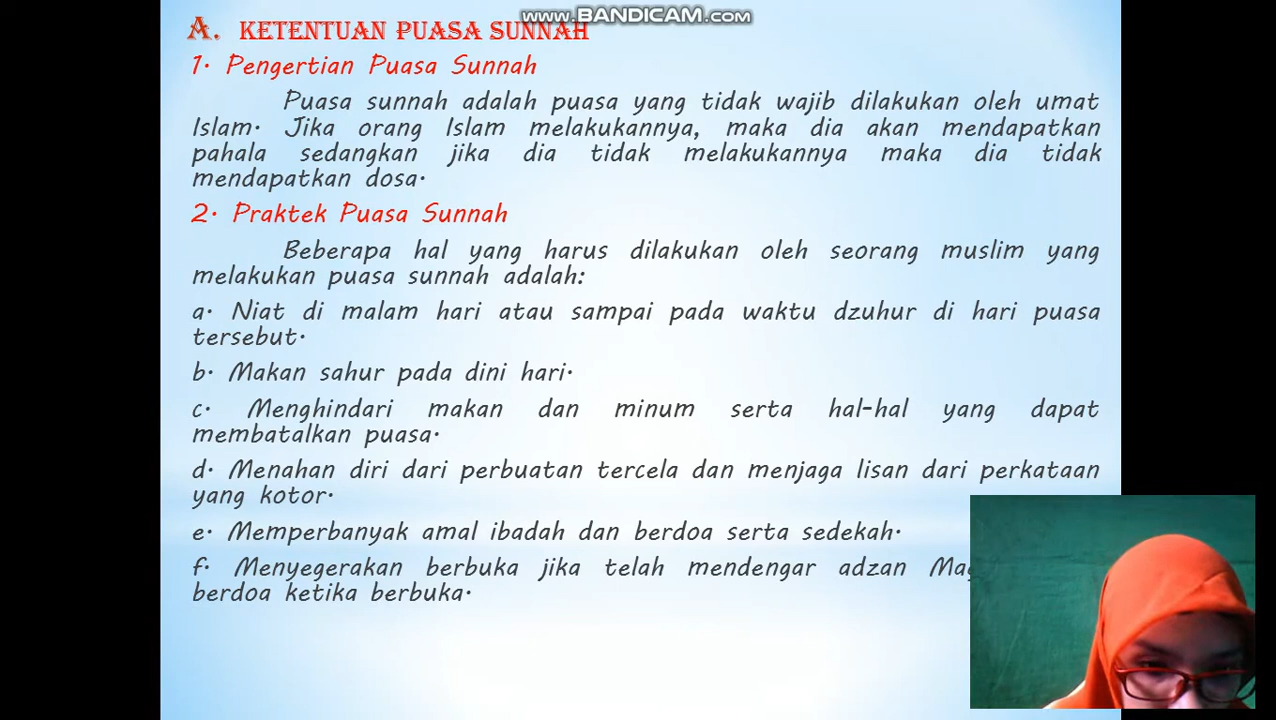 www.BANDICAM.com
A. KETENTUAN PUASA SUNNAH
1. Pengertian Puasa Sunnah
Puasa sunnah adalah puasa yang tidak wajib dilakukan oleh umat
Islam. Jika orang Islam melakukannya, maka dia akan mendapatkan
pahala sedangkan jika dia tidak melakukannya maka dia tidak
mendapatkan dosa.
2. Praktek Puasa Sunnah
Beberapa hal yang harus dilakukan oleh seorang muslim yang
melakukan puasa sunnah adalah:
a. Niat di malam hari atau sampai pada waktu dzuhur di hari puasa
tersebut.
b. Makan sahur pada dini hari.
c. Menghindari makan dan minum serta hal-hal yang dapat
membatalkan puasa.
d. Menahan diri dari perbuatan tercela dan menjaga lisan dari perkataan
yang kotor.
e. Memperbanyak amal ibadah dan berdoa serta sedekah.
f. Menyegerakan berbuka jika telah mendengar adzan
berdoa ketika berbuka.